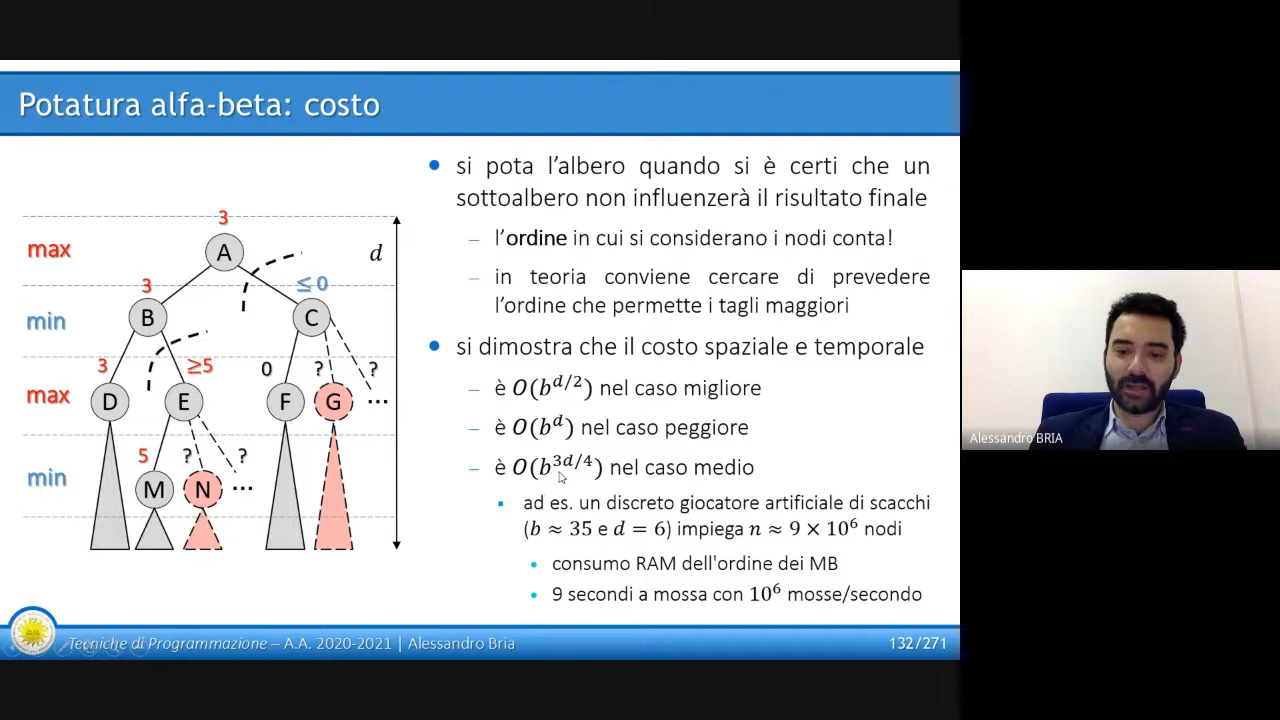 Potatura alfa-beta: costo
3
max
A
d
3
≤ 0
min
B
C
3
≥5
0
?
?
max
D
E
F
G
...
5
?
?
min
M
N
...
• si pota l’albero quando si è certi che un
sottoalbero non influenzerà il risultato finale
– l’ordine in cui si considerano i nodi conta!
– in teoria conviene cercare di prevedere
l’ordine che permette i tagli maggiori
• si dimostra che il costo spaziale e temporale
– è O(b^{d/2}) nel caso migliore
– è O(b^d) nel caso peggiore
– è O(b^{3d/4}) nel caso medio
▪ ad es. un discreto giocatore artificiale di scacchi
(b ≈ 35 e d = 6) impiega n ≈ 9 × 10^6 nodi
• consumo RAM dell'ordine dei MB
• 9 secondi a mossa con 10^6 mosse/secondo
Tecniche di Programmazione – A.A. 2020-2021 | Alessandro Bria
132/271
Alessandro BRIA